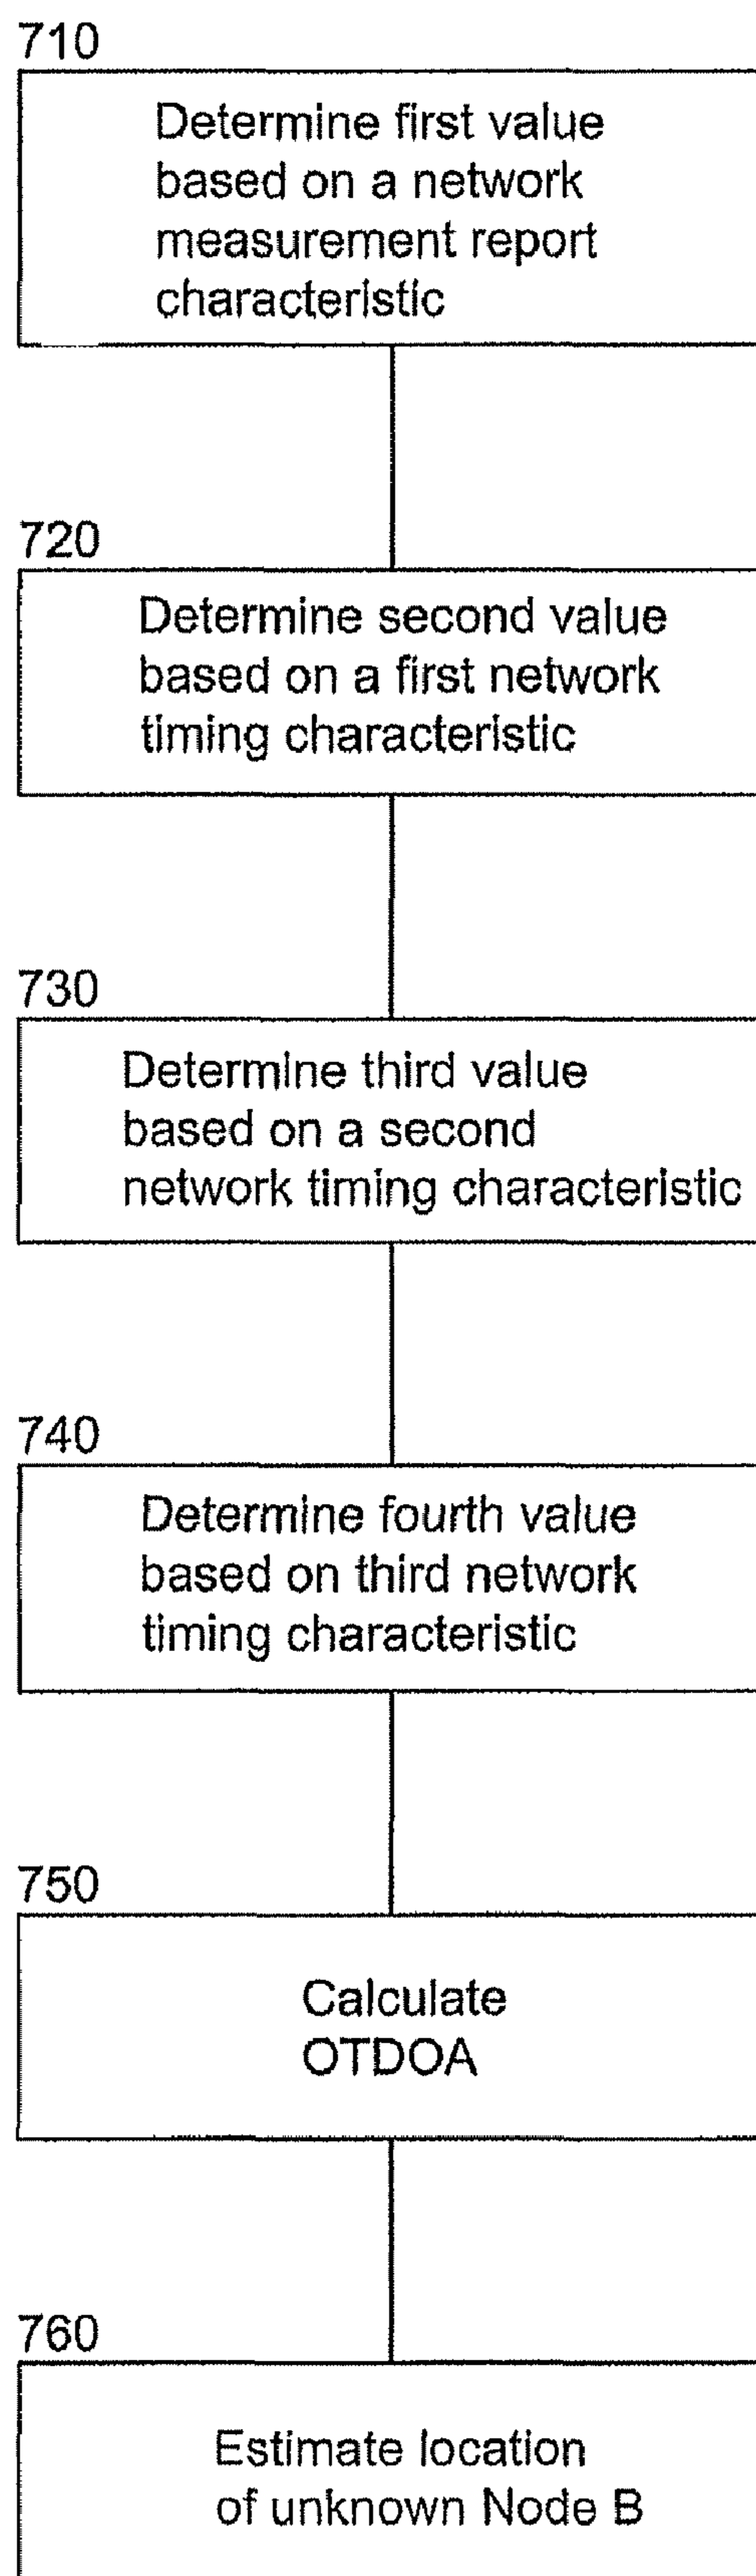 710
Determine first value
based on a network
measurement report
characteristic
720
Determine second value
based on a first network
timing characteristic
730
Determine third value
based on a second
network timing characteristic
740
Determine fourth value
based on third network
timing characteristic
750
Calculate
OTDOA
760
Estimate location
of unknown Node B